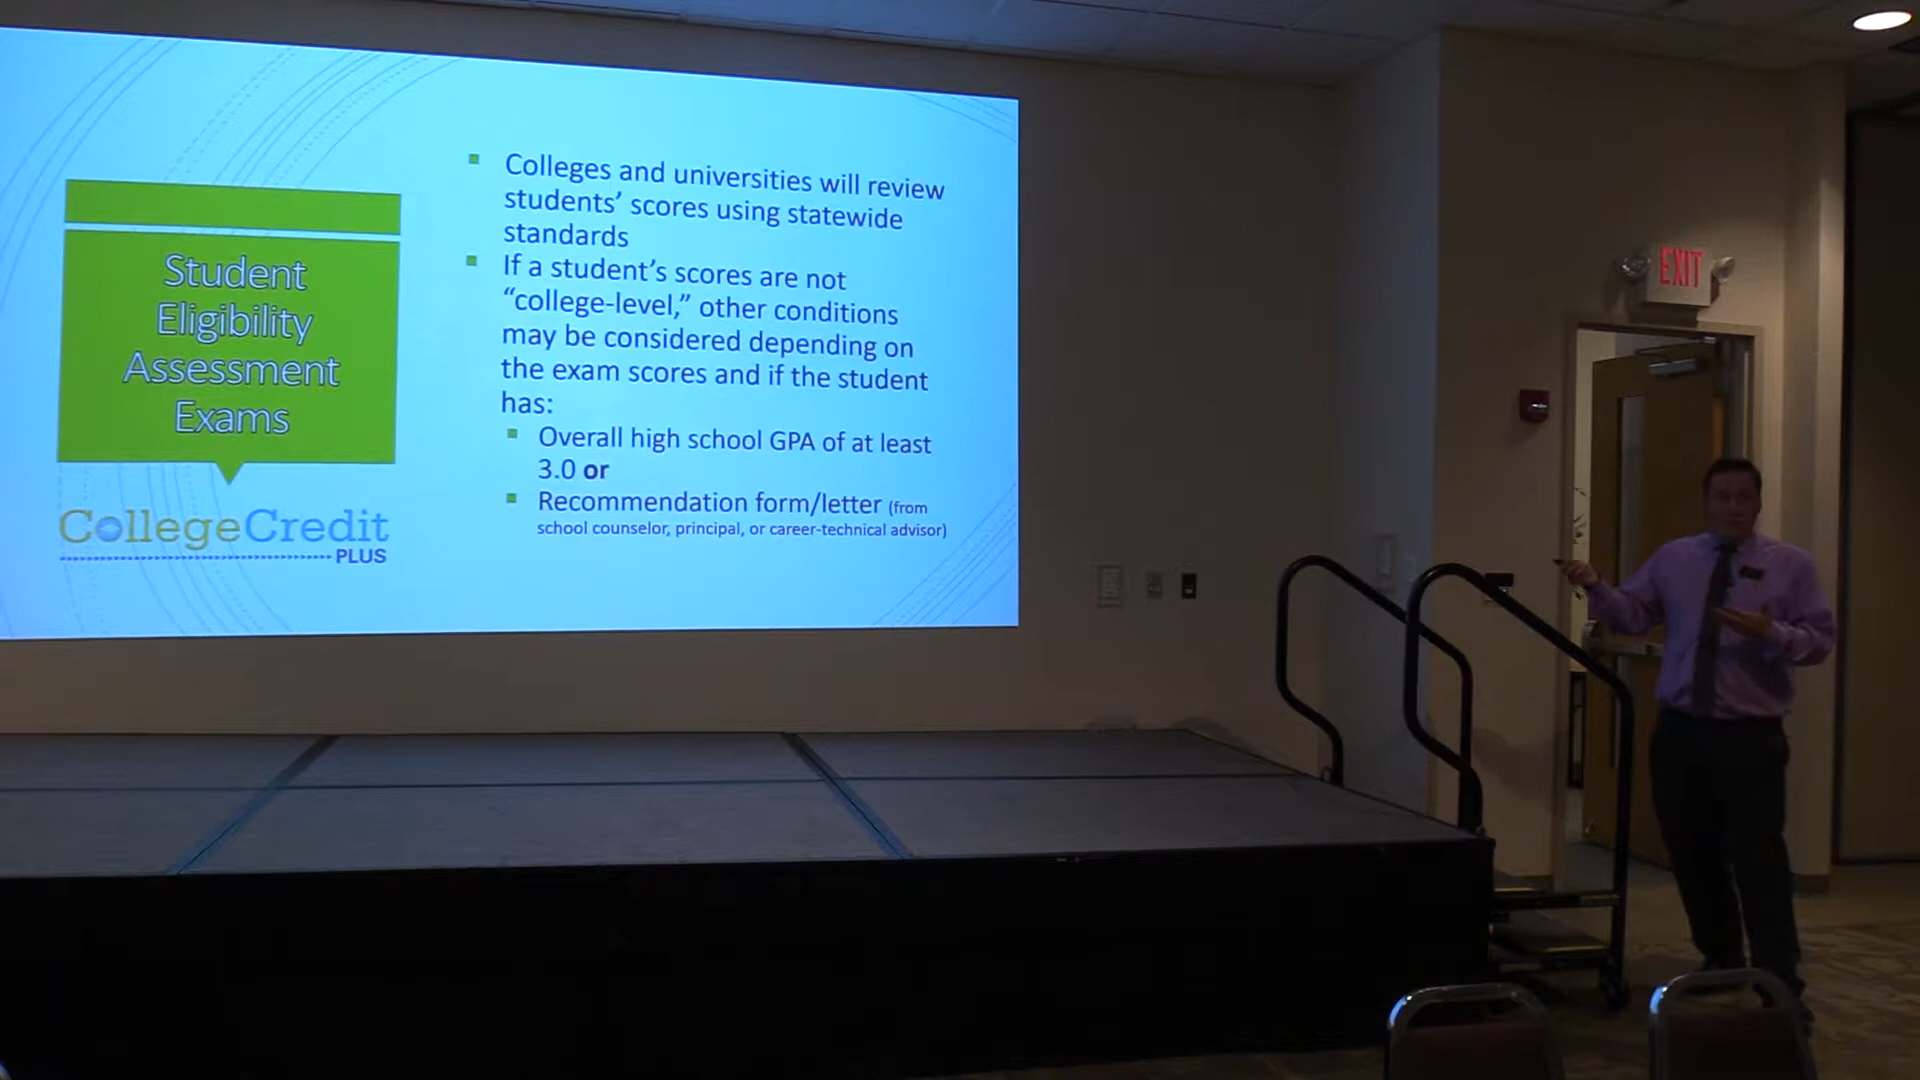 Student
Eligibility
Assessment
Exams
CollegeCredit
PLUS
Colleges and universities will review
students’ scores using statewide
standards
If a student’s scores are not
“college-level,” other conditions
may be considered depending on
the exam scores and if the student
has:
Overall high school GPA of at least
3.0 or
Recommendation form/letter (from
school counselor, principal, or career-technical advisor)
EXIT